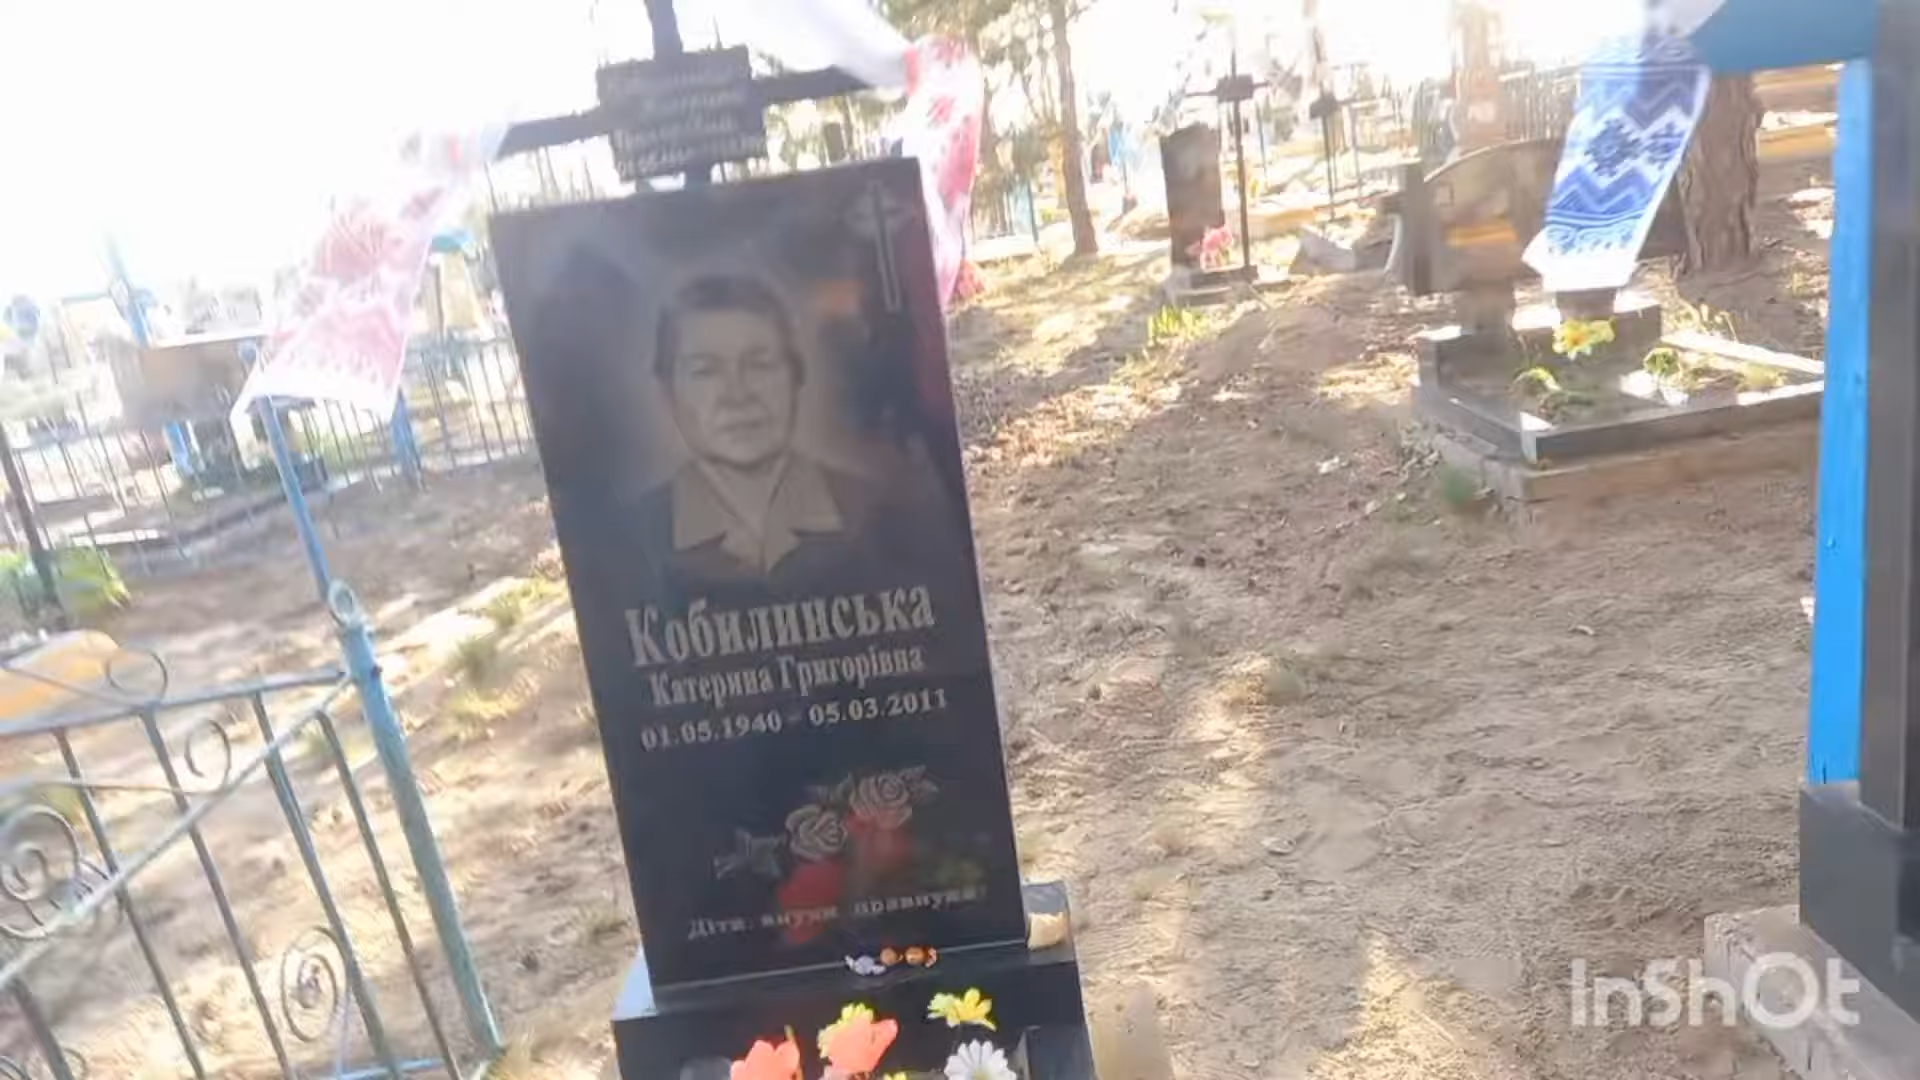 Кобилинська
Катерина Григорівна
01.05.1940 - 05.03.2011
Діти, внуки, правнуки.
InShOt